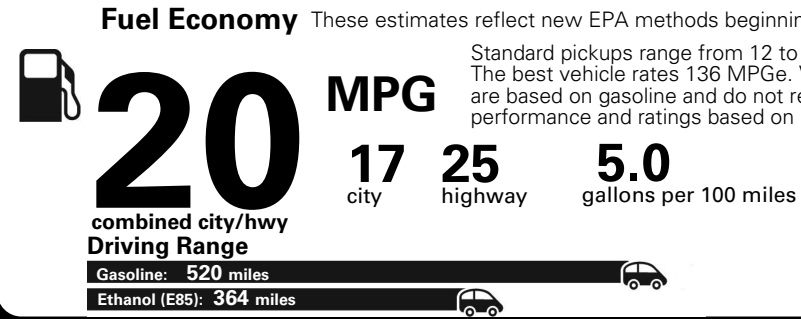 Fuel Economy These estimates reflect new EPA methods
Standard pickups range from 12 to
The best vehicle rates 136 MPGe.
are based on gasoline and do not
performance and ratings based on
20 MPG
17 25 5.0
city highway gallons per 100 miles
combined city/hwy
Driving Range
Gasoline: 520 miles
Ethanol (E85): 364 miles